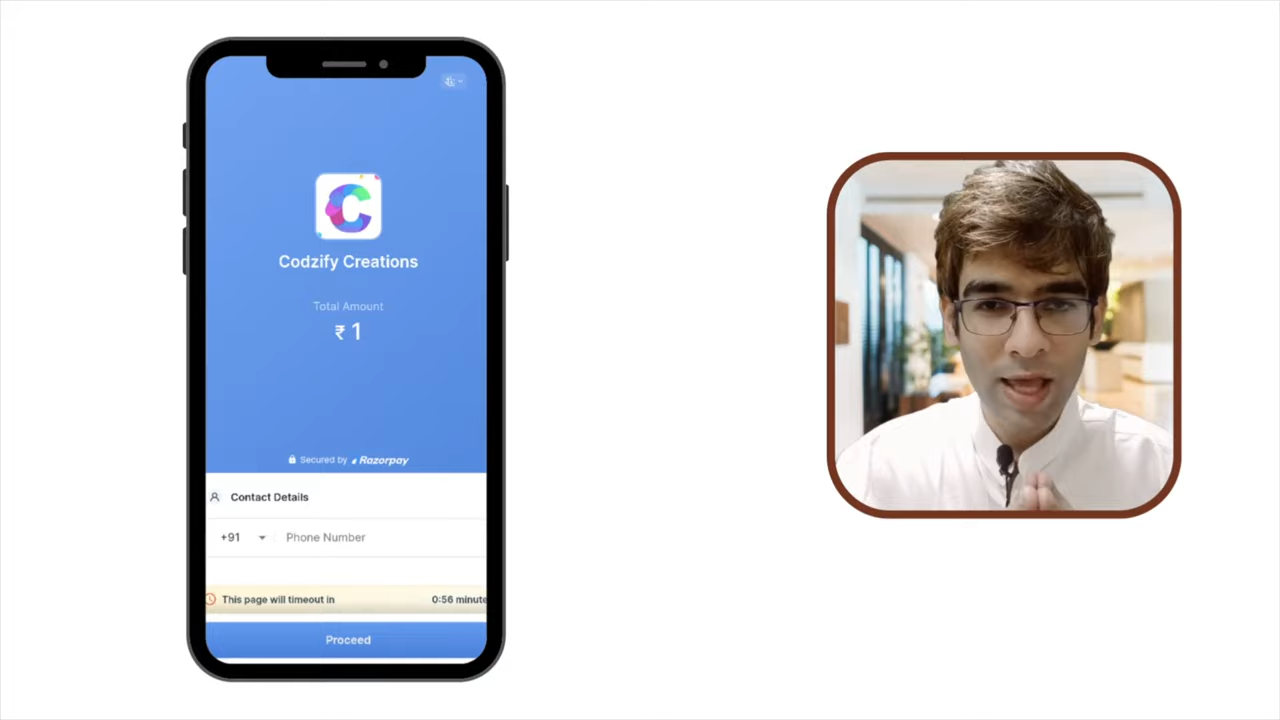 C
Codzify Creations
Total Amount
₹ 1
Secured by Razorpay
Contact Details
+91 Phone Number
This page will timeout in 0:56 minute
Proceed